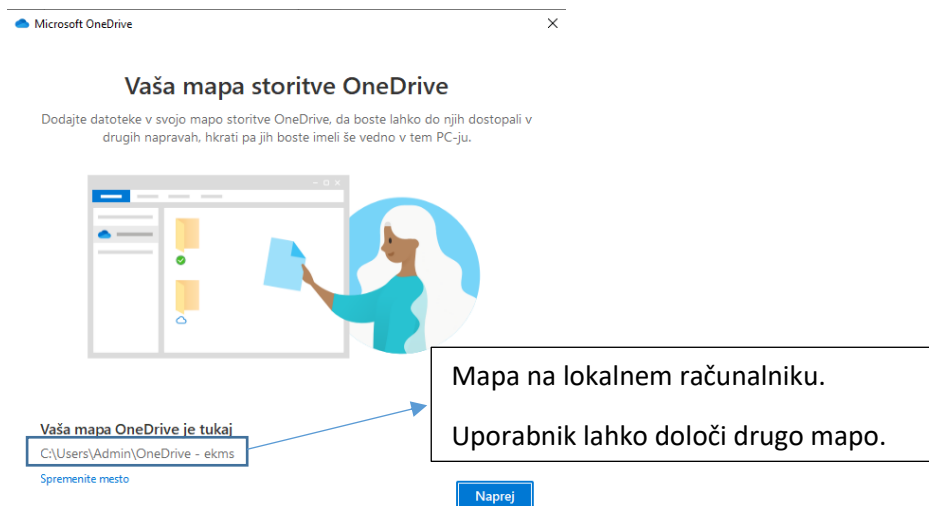 Microsoft OneDrive
Vaša mapa storitve OneDrive
Dodajte datoteke v svojo mapo storitve OneDrive, da boste lahko do njih dostopali v
drugih napravah, hkrati pa jih boste imeli še vedno v tem PC-ju.
Mapa na lokalnem računalniku.
Uporabnik lahko določi drugo mapo.
Vaša mapa OneDrive je tukaj
C:\Users\Admin\OneDrive - ekms
Spremenite mesto
Naprej